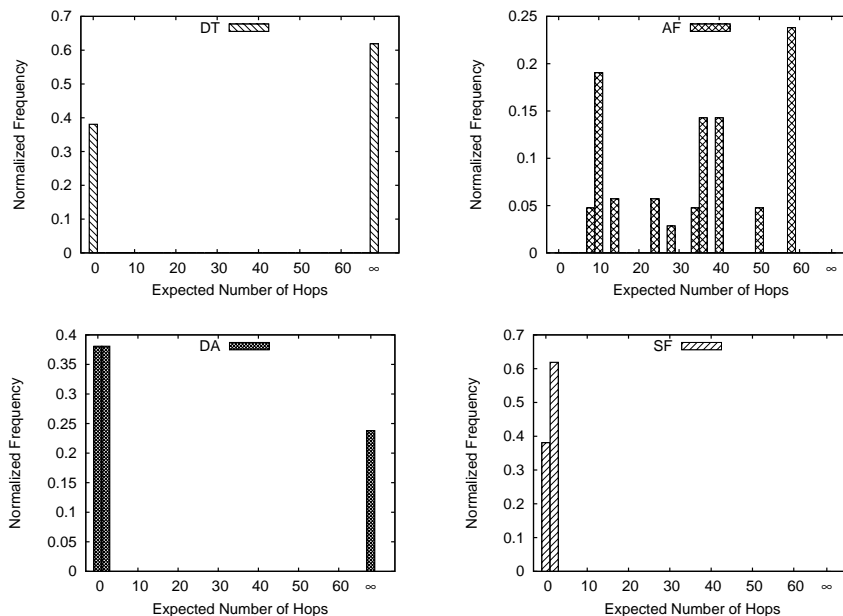 DT
Normalized Frequency
0.7
0.6
0.5
0.4
0.3
0.2
0.1
0
0 10 20 30 40 50 60 ∞
Expected Number of Hops
AF
Normalized Frequency
0.25
0.2
0.15
0.1
0.05
0
0 10 20 30 40 50 60 ∞
Expected Number of Hops
DA
Normalized Frequency
0.4
0.35
0.3
0.25
0.2
0.15
0.1
0.05
0
0 10 20 30 40 50 60 ∞
Expected Number of Hops
SF
Normalized Frequency
0.7
0.6
0.5
0.4
0.3
0.2
0.1
0
0 10 20 30 40 50 60 ∞
Expected Number of Hops